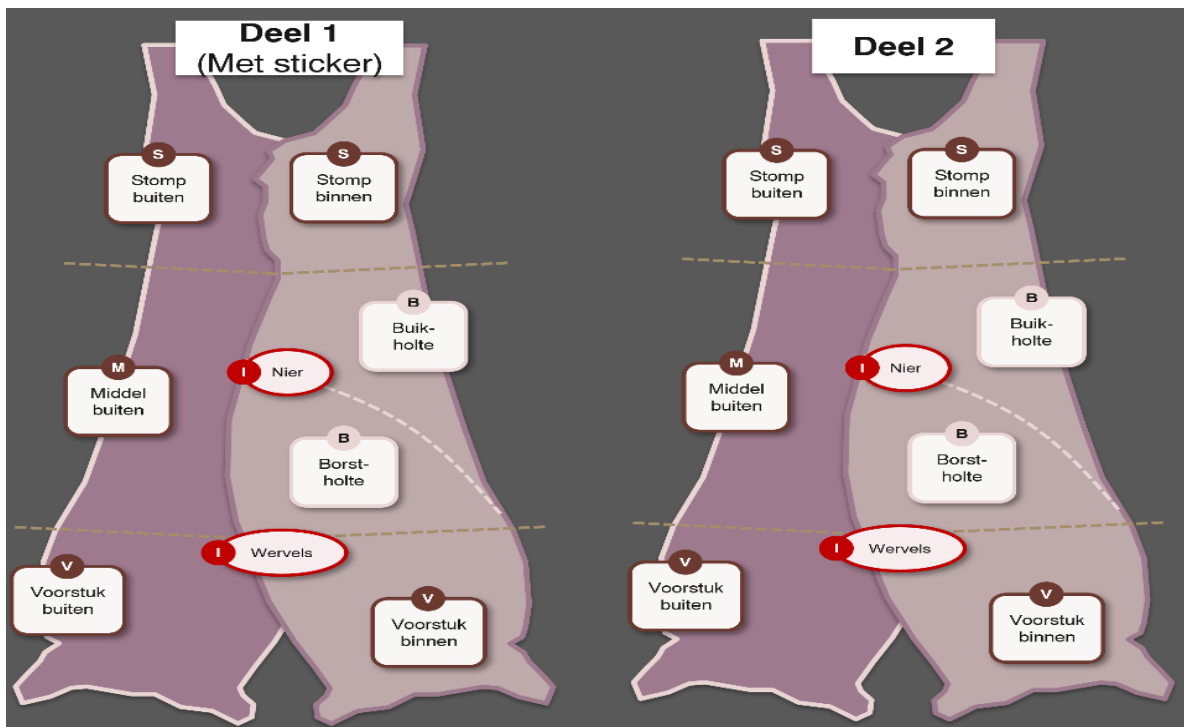 Deel 1
(Met sticker)
S
Stomp
buiten
S
Stomp
binnen
B
Buik-
holte
I Nier
M
Middel
buiten
B
Borst-
holte
I Wervels
V
Voorstuk
buiten
V
Voorstuk
binnen
Deel 2
S
Stomp
buiten
S
Stomp
binnen
B
Buik-
holte
I Nier
M
Middel
buiten
B
Borst-
holte
I Wervels
V
Voorstuk
buiten
V
Voorstuk
binnen